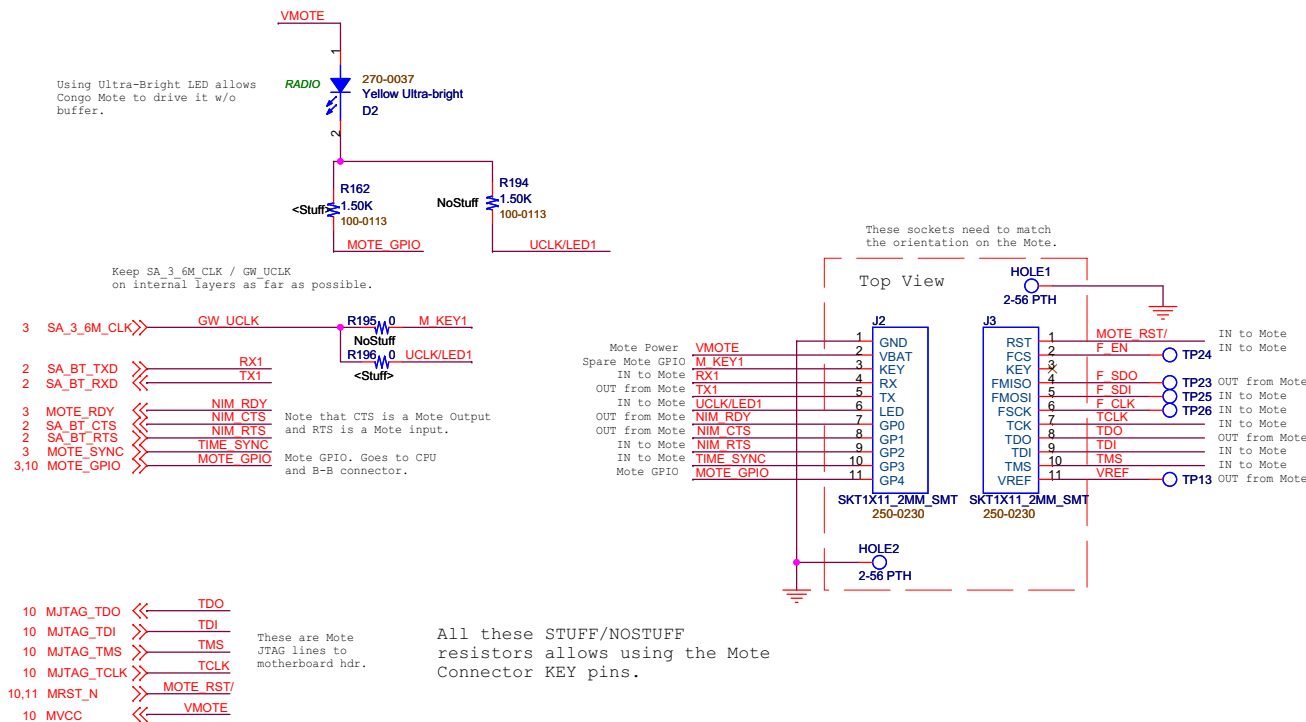 VMOTE
1
Using Ultra-Bright LED allows
Congo Mote to drive it w/o
buffer.
RADIO
270-0037
Yellow Ultra-bright
D2
2
R162
<Stuff>
1.50K
100-0113
MOTE_GPIO
R194
NoStuff
1.50K
100-0113
UCLK/LED1
Keep SA_3_6M_CLK / GW_UCLK
on internal layers as far as possible.
3 SA_3_6M_CLK GW_UCLK
R195 0 M_KEY1
NoStuff
R196 0 UCLK/LED1
<Stuff>
2 SA_BT_TXD RX1
2 SA_BT_RXD TX1
3 MOTE_RDY NIM_RDY
2 SA_BT_CTS NIM_CTS
2 SA_BT_RTS NIM_RTS
3 MOTE_SYNC TIME_SYNC
3,10 MOTE_GPIO MOTE_GPIO
Note that CTS is a Mote Output
and RTS is a Mote input.
Mote GPIO. Goes to CPU
and B-B connector.
These sockets need to match
the orientation on the Mote.
Top View
HOLE1
2-56 PTH
J2
1 GND
Mote Power VMOTE 2 VBAT
Spare Mote GPIO M_KEY1 3 KEY
IN to Mote RX1 4 RX
OUT from Mote TX1 5 TX
IN to Mote UCLK/LED1 6 LED
OUT from Mote NIM_RDY 7 GP0
OUT from Mote NIM_CTS 8 GP1
IN to Mote NIM_RTS 9 GP2
IN to Mote TIME_SYNC 10 GP3
Mote GPIO MOTE_GPIO 11 GP4
SKT1X11_2MM_SMT
250-0230
J3
RST 1 MOTE_RST/ IN to Mote
FCS 2 F_EN TP24 IN to Mote
KEY 3
FMISO 4 F_SDO TP23 OUT from Mote
FMOSI 5 F_SDI TP25 IN to Mote
FSCK 6 F_CLK TP26 IN to Mote
TCK 7 TCLK IN to Mote
TDO 8 TDO OUT from Mote
TDI 9 TDI IN to Mote
TMS 10 TMS IN to Mote
VREF 11 VREF TP13 OUT from Mote
SKT1X11_2MM_SMT
250-0230
HOLE2
2-56 PTH
10 MJTAG_TDO TDO
10 MJTAG_TDI TDI
10 MJTAG_TMS TMS
10 MJTAG_TCLK TCLK
10,11 MRST_N MOTE_RST/
10 MVCC VMOTE
These are Mote
JTAG lines to
motherboard hdr.
All these STUFF/NOSTUFF
resistors allows using the Mote
Connector KEY pins.